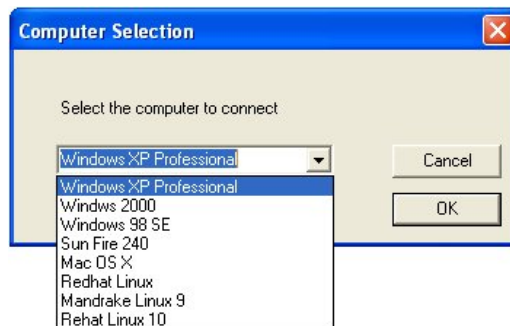 Computer Selection
Select the computer to connect
Windows XP Professional
Cancel
Windows XP Professional
OK
Windws 2000
Windows 98 SE
Sun Fire 240
Mac OS X
Redhat Linux
Mandrake Linux 9
Rehat Linux 10